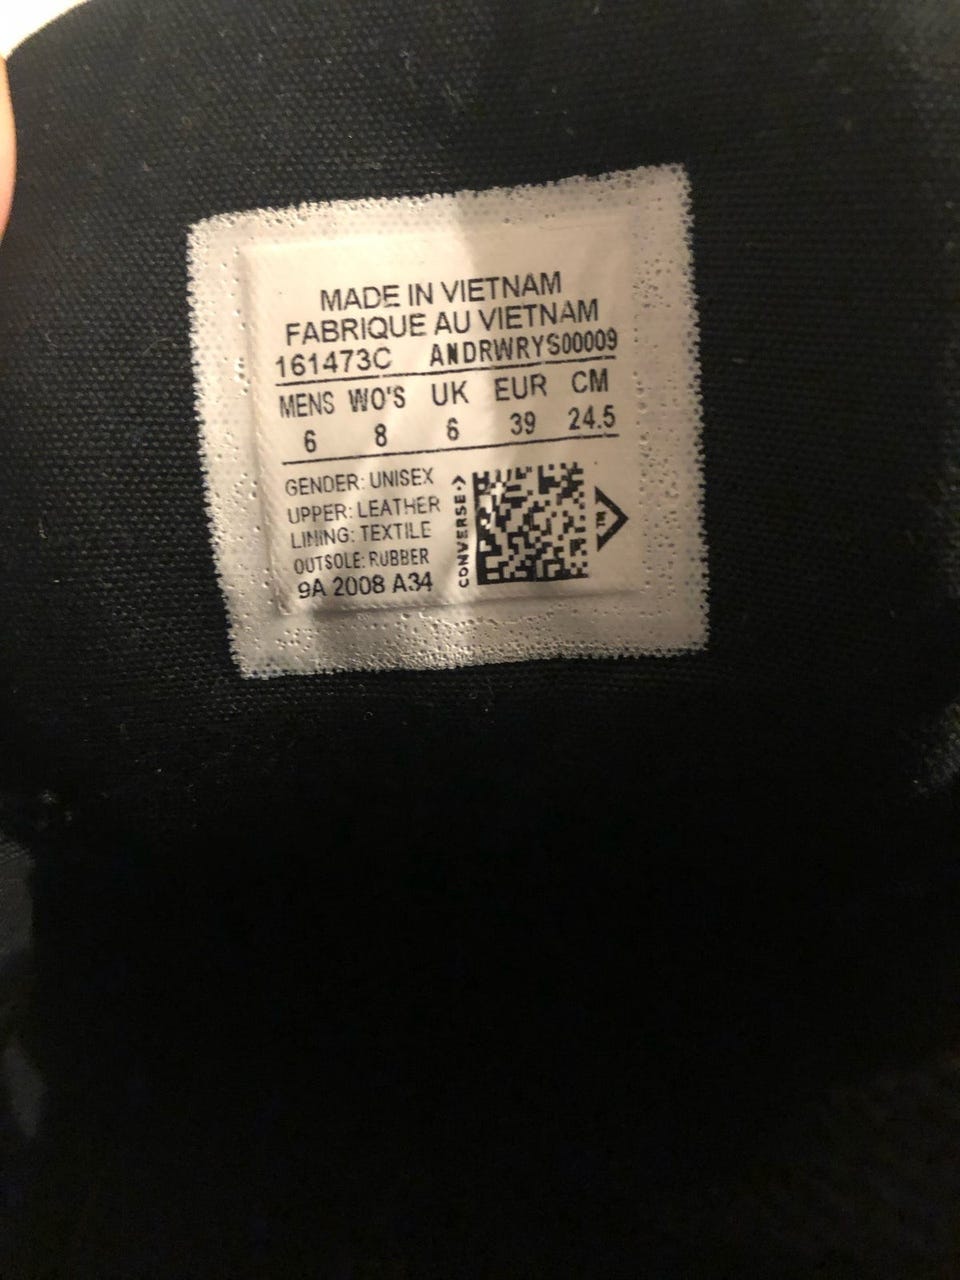 MADE IN VIETNAM
FABRIQUE AU VIETNAM
161473C ANDRWRYS00009
MENS WO'S UK EUR CM
6 8 6 39 24.5
GENDER: UNISEX
UPPER: LEATHER
LINING: TEXTILE
OUTSOLE: RUBBER
9A 2008 A34
CONVERSE
TM